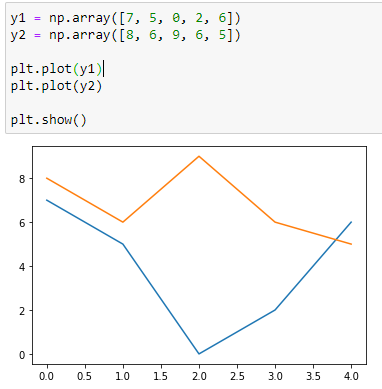 y1 = np.array([7, 5, 0, 2, 6])
y2 = np.array([8, 6, 9, 6, 5])
plt.plot(y1)
plt.plot(y2)
plt.show()
8
6
4
2
0
0.0 0.5 1.0 1.5 2.0 2.5 3.0 3.5 4.0